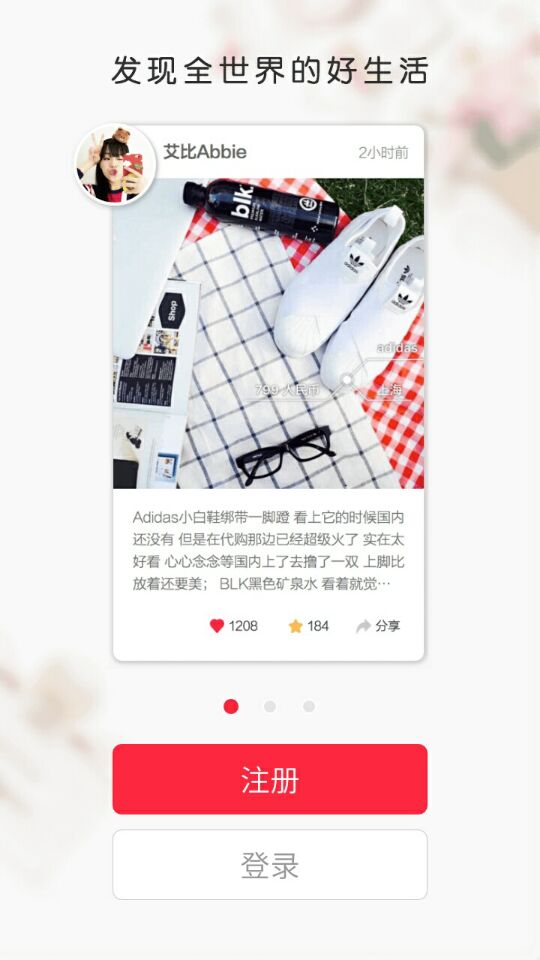 发现全世界的好生活
艾比Abbie
2小时前
blk.
adidas
Shop
adidas
799 人民币
上海
Adidas小白鞋绑带一脚蹬 看上它的时候国内
还没有 但是在代购那边已经超级火了 实在太
好看 心心念念等国内上了去撸了一双 上脚比
放着还要美； BLK黑色矿泉水 看着就觉…
1208
184
分享
注册
登录